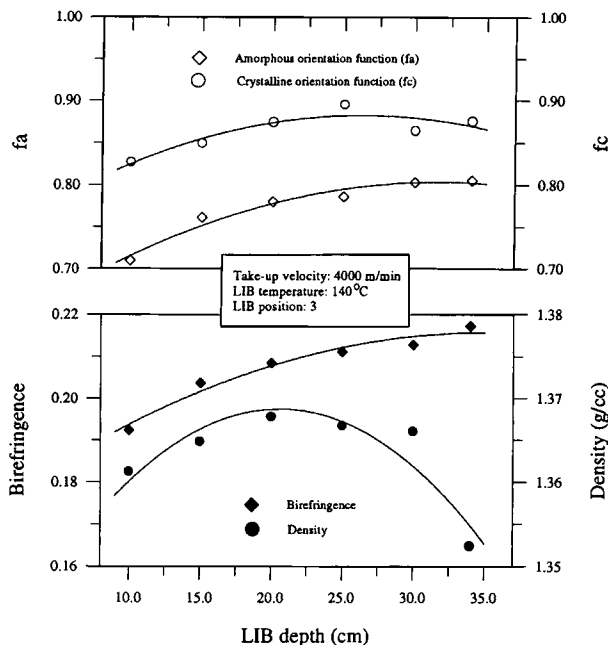 1.00
0.90
0.80
0.70
fa
◇ Amorphous orientation function (fa)
○ Crystalline orientation function (fc)
1.00
0.90
0.80
0.70
fc
Take-up velocity: 4000 m/min
LIB temperature: 140°C
LIB position: 3
0.22
0.20
0.18
0.16
Birefringence
◆ Birefringence
● Density
1.38
1.37
1.36
1.35
Density (g/cc)
10.0 15.0 20.0 25.0 30.0 35.0
LIB depth (cm)